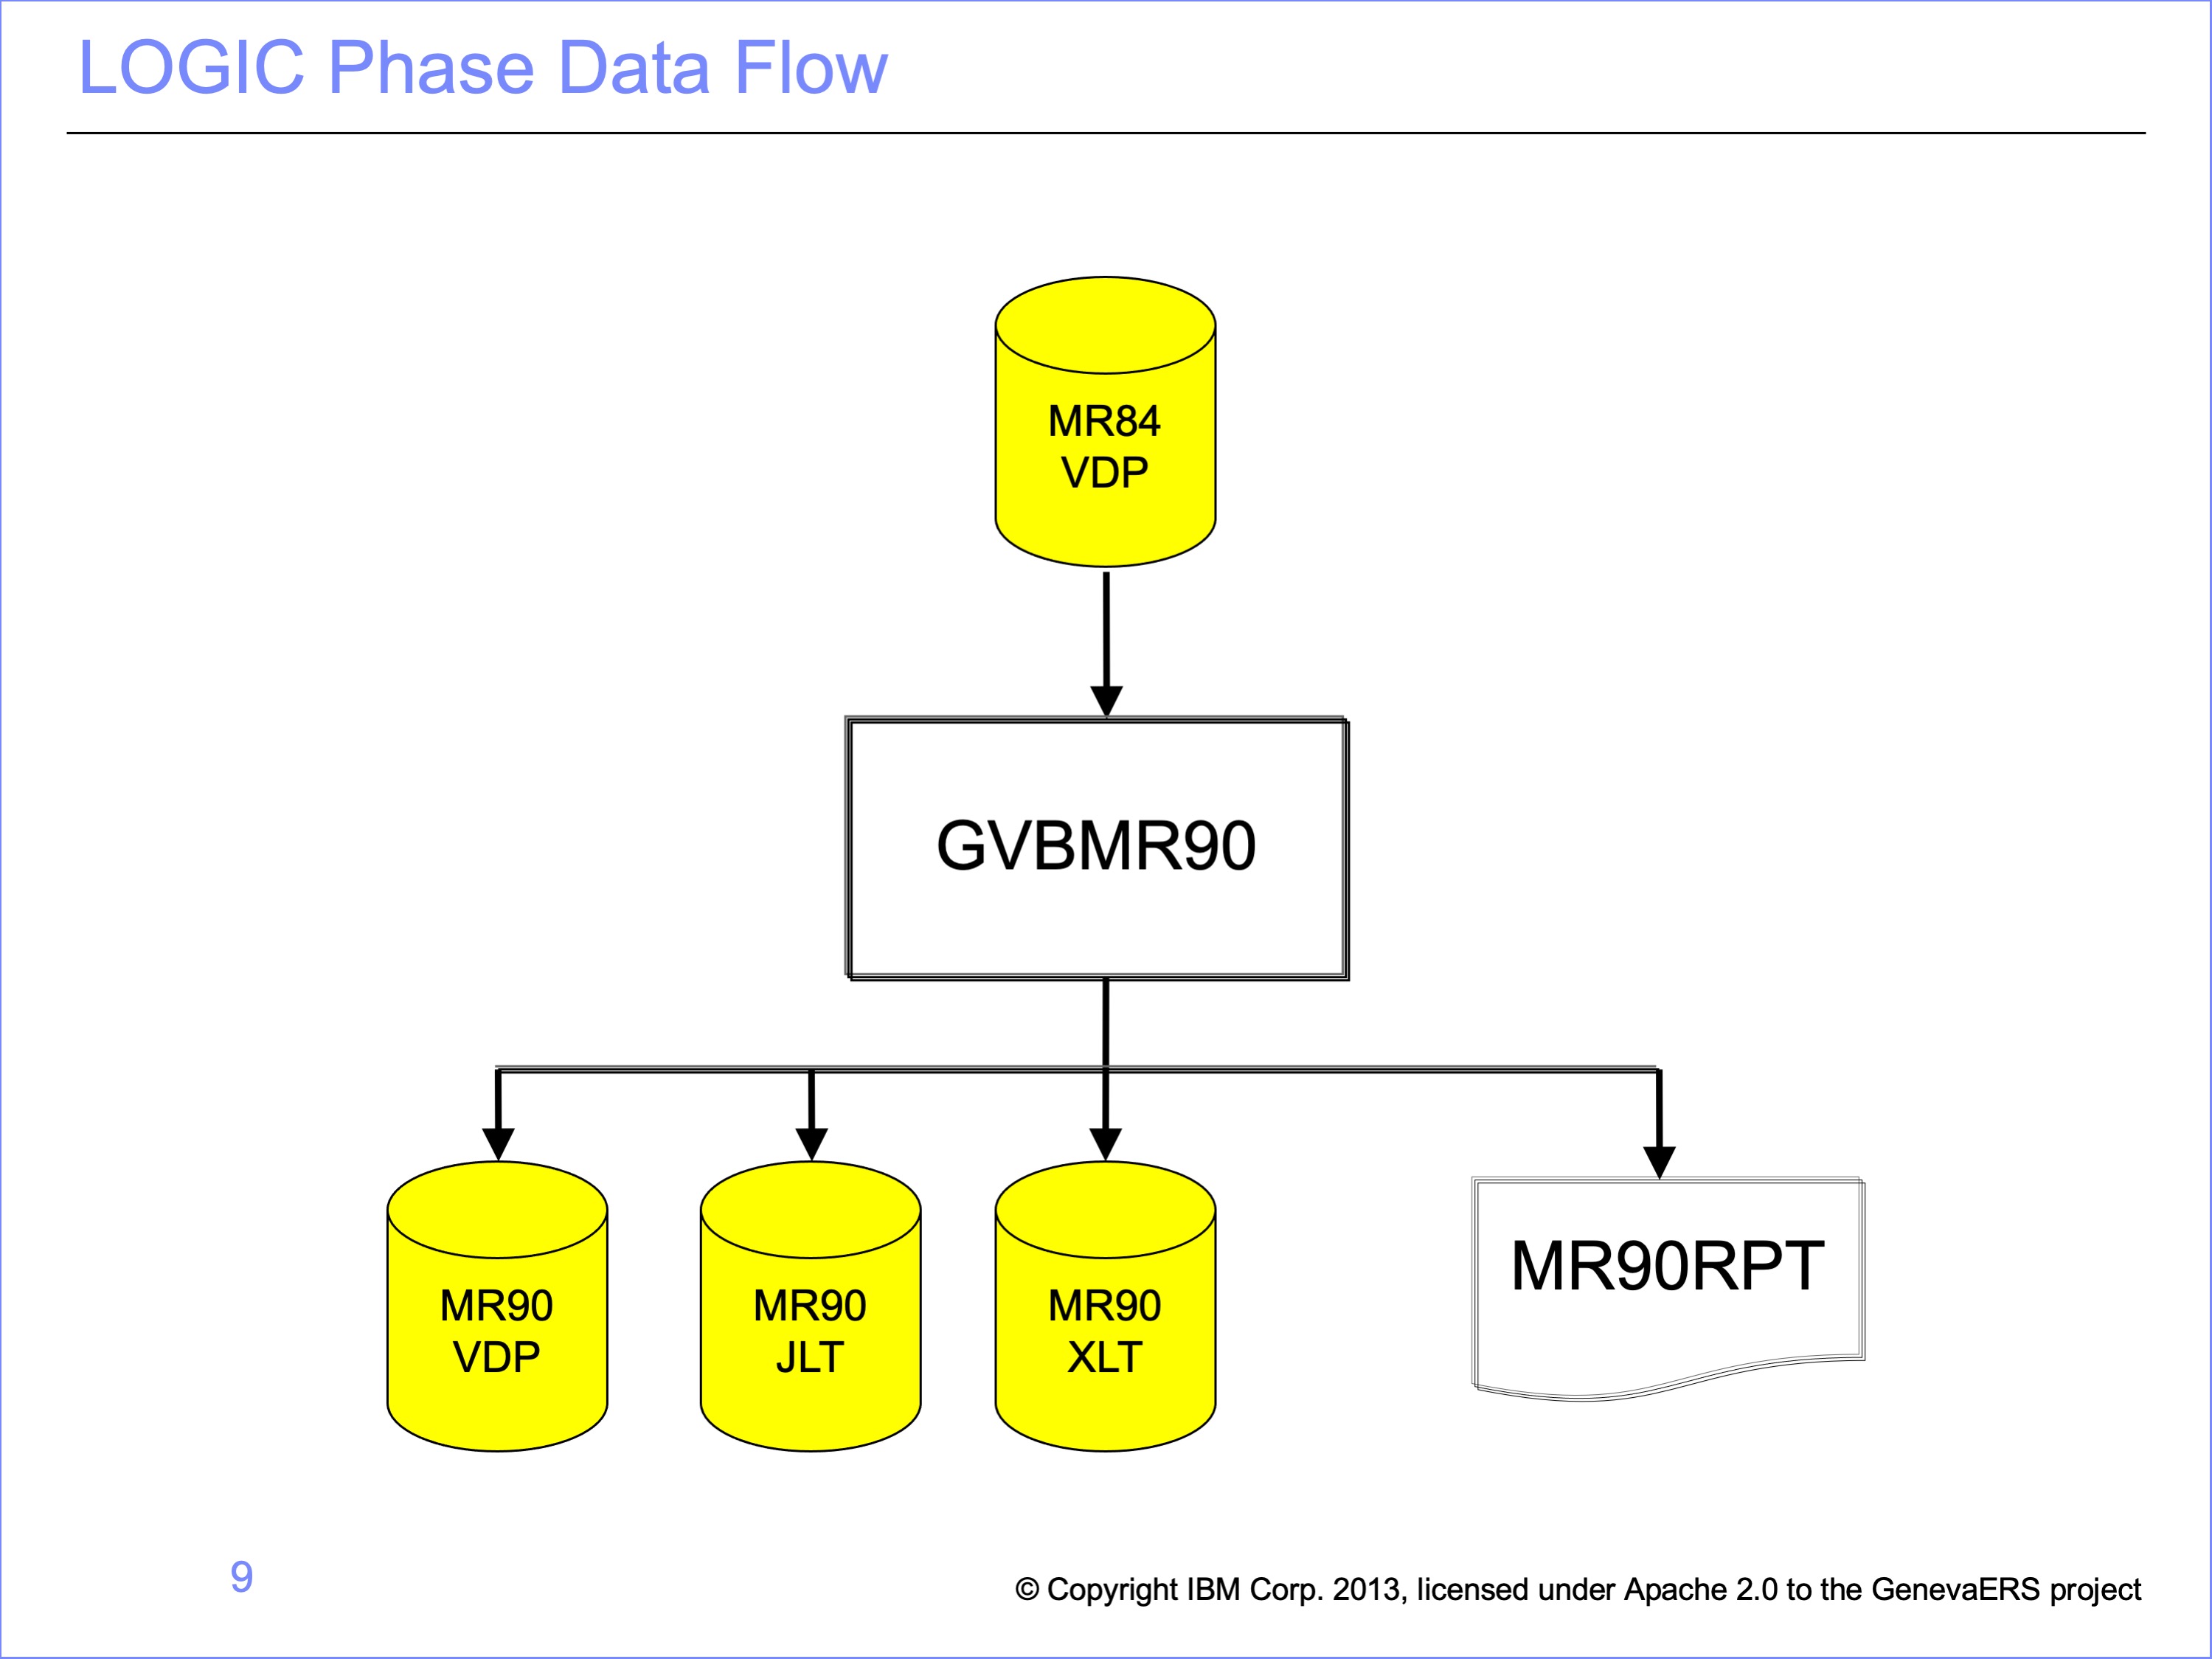 LOGIC Phase Data Flow
MR84
VDP
GVBMR90
MR90
VDP
MR90
JLT
MR90
XLT
MR90RPT
9
© Copyright IBM Corp. 2013, licensed under Apache 2.0 to the GenevaERS project